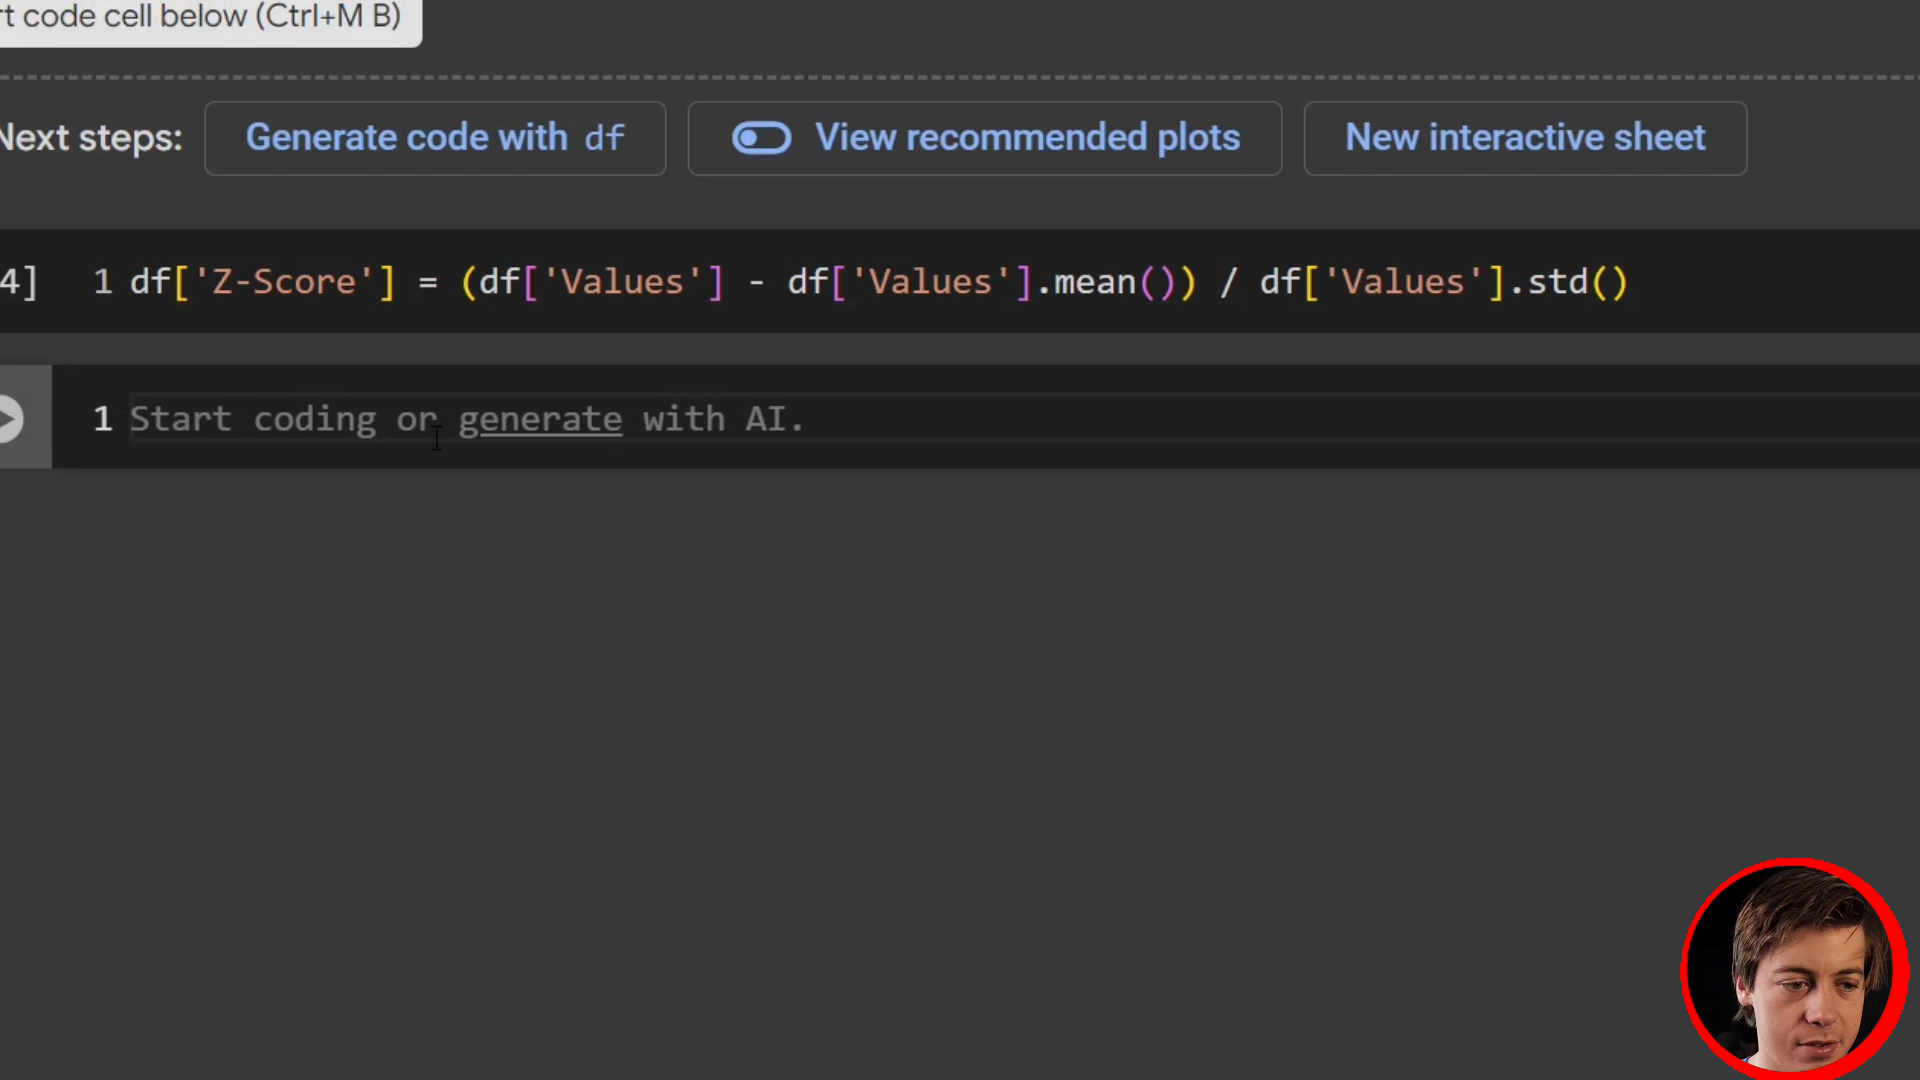 rt code cell below (Ctrl+M B)
Next steps: Generate code with df View recommended plots New interactive sheet
4] 1 df['Z-Score'] = (df['Values'] - df['Values'].mean()) / df['Values'].std()
1 Start coding or generate with AI.